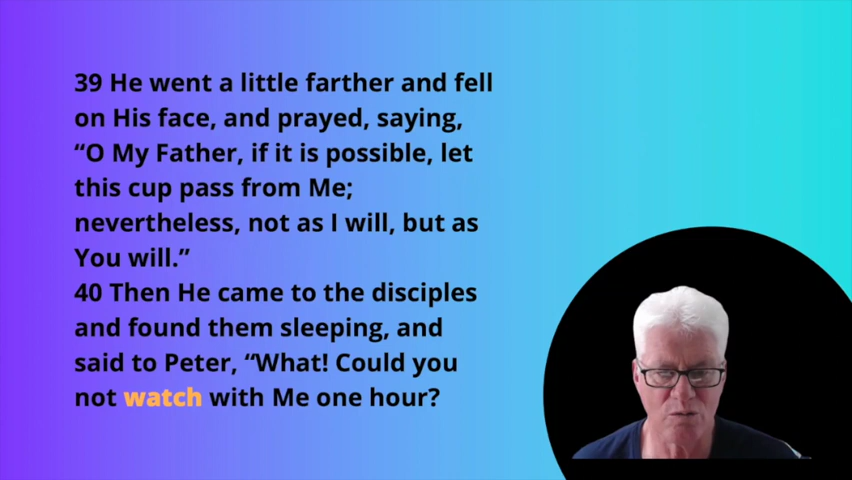 39 He went a little farther and fell
on His face, and prayed, saying,
“O My Father, if it is possible, let
this cup pass from Me;
nevertheless, not as I will, but as
You will.”
40 Then He came to the disciples
and found them sleeping, and
said to Peter, “What! Could you
not watch with Me one hour?